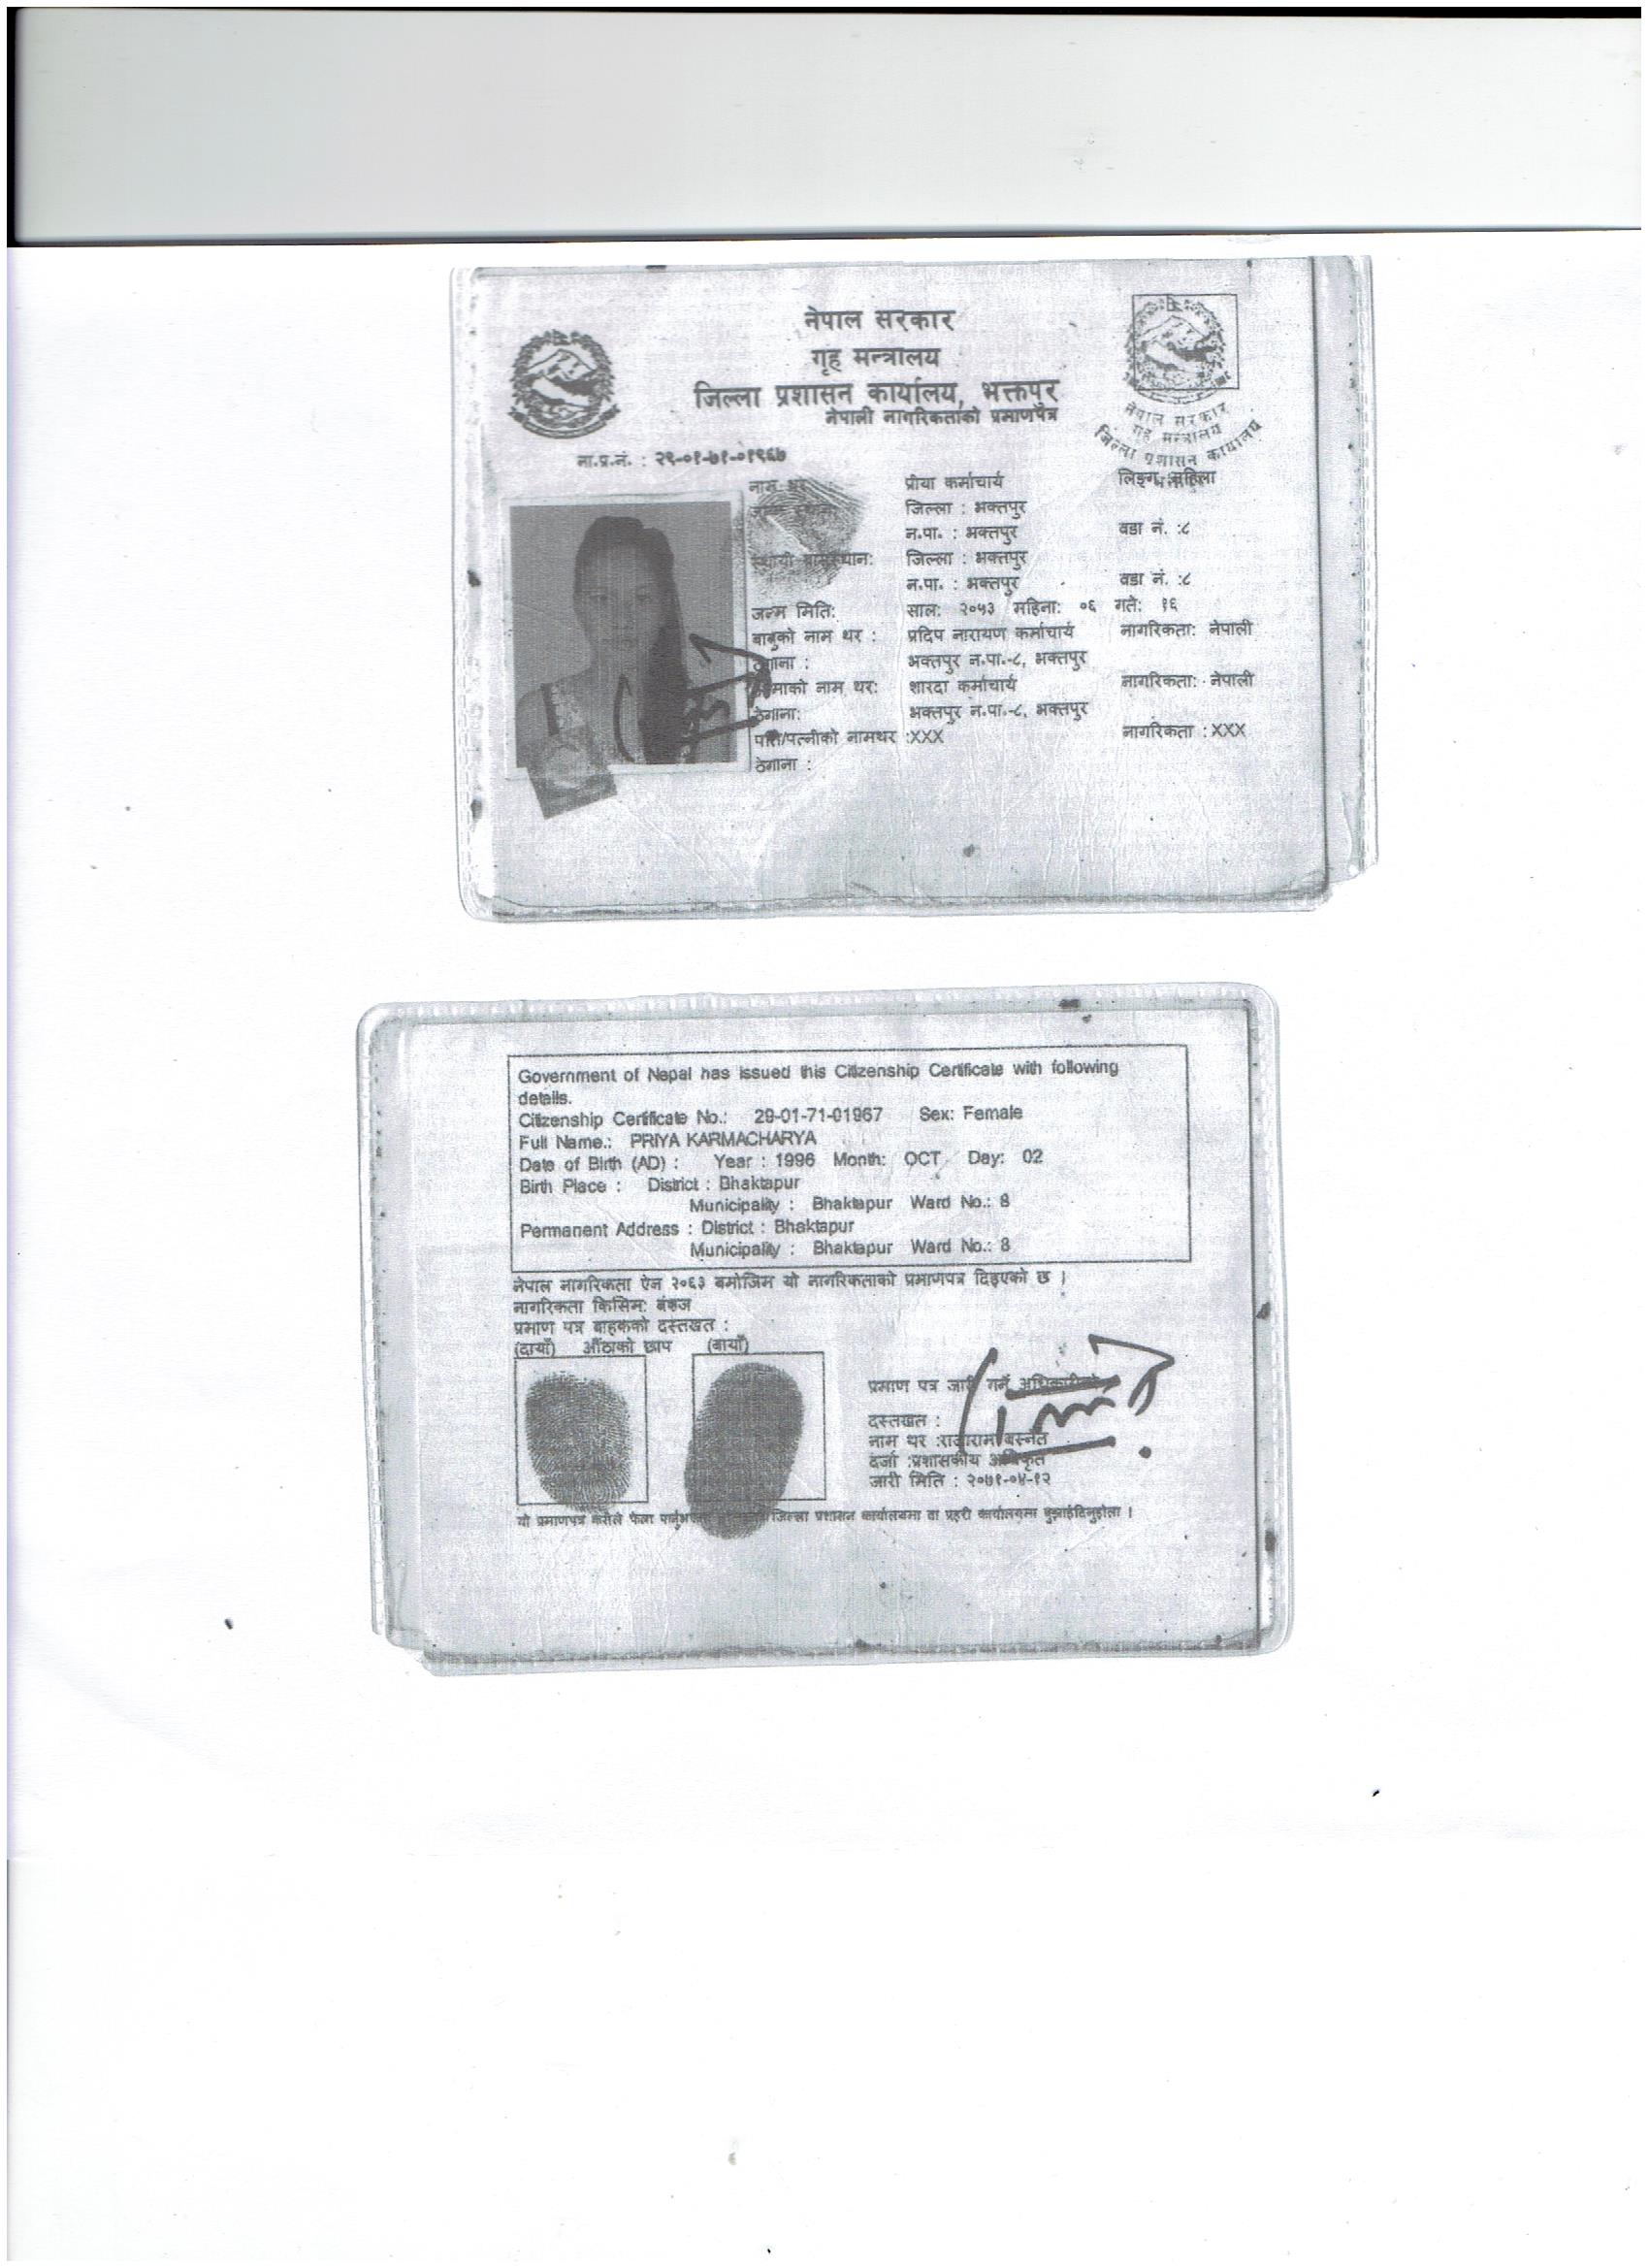 नेपाल सरकार
गृह मन्त्रालय
जिल्ला प्रशासन कार्यालय, भक्तपुर
नेपाली नागरिकताको प्रमाणपत्र
नेपाल सरकार
गृह मन्त्रालय
जिल्ला प्रशासन कार्यालय
ना.प्र.नं. : २९-०१-७१-०१९६७
नाम थर प्रीया कर्माचार्य लिङ्ग: महिला
जिल्ला : भक्तपुर
न.पा. : भक्तपुर वडा नं. :८
स्थायी बासस्थान: जिल्ला : भक्तपुर
न.पा. : भक्तपुर वडा नं. :८
जन्म मिति: साल: २०५३ महिना: ०६ गते: १६
बाबुको नाम थर : प्रदिप नारायण कर्माचार्य नागरिकता: नेपाली
ठेगाना : भक्तपुर न.पा.-८, भक्तपुर
आमाको नाम थर: शारदा कर्माचार्य नागरिकता: नेपाली
ठेगाना: भक्तपुर न.पा.-८, भक्तपुर
पति/पत्नीको नामथर :XXX नागरिकता : XXX
ठेगाना :
Government of Nepal has issued this Citizenship Certificate with following
details.
Citizenship Certificate No.: 29-01-71-01967 Sex: Female
Full Name.: PRIYA KARMACHARYA
Date of Birth (AD) : Year : 1996 Month: OCT Day: 02
Birth Place : District : Bhaktapur
Municipality : Bhaktapur Ward No.: 8
Permanent Address : District : Bhaktapur
Municipality : Bhaktapur Ward No.: 8
नेपाल नागरिकता ऐन २०६३ बमोजिम यो नागरिकताको प्रमाणपत्र दिइएको छ ।
नागरिकता किसिम: बंशज
प्रमाण पत्र बाहकको दस्तखत :
(दायाँ) औंठाको छाप (बायाँ)
प्रमाण पत्र जारी गर्ने अधिकारीको
दस्तखत :
नाम थर :राजाराम बस्नेत
दर्जा :प्रशासकीय अधिकृत
जारी मिति : २०७१-०४-१२
यो प्रमाणपत्र कसैले फेला जिल्ला प्रशासन कार्यालयमा वा प्रहरी कार्यालयमा बुझाईदिनुहोला ।